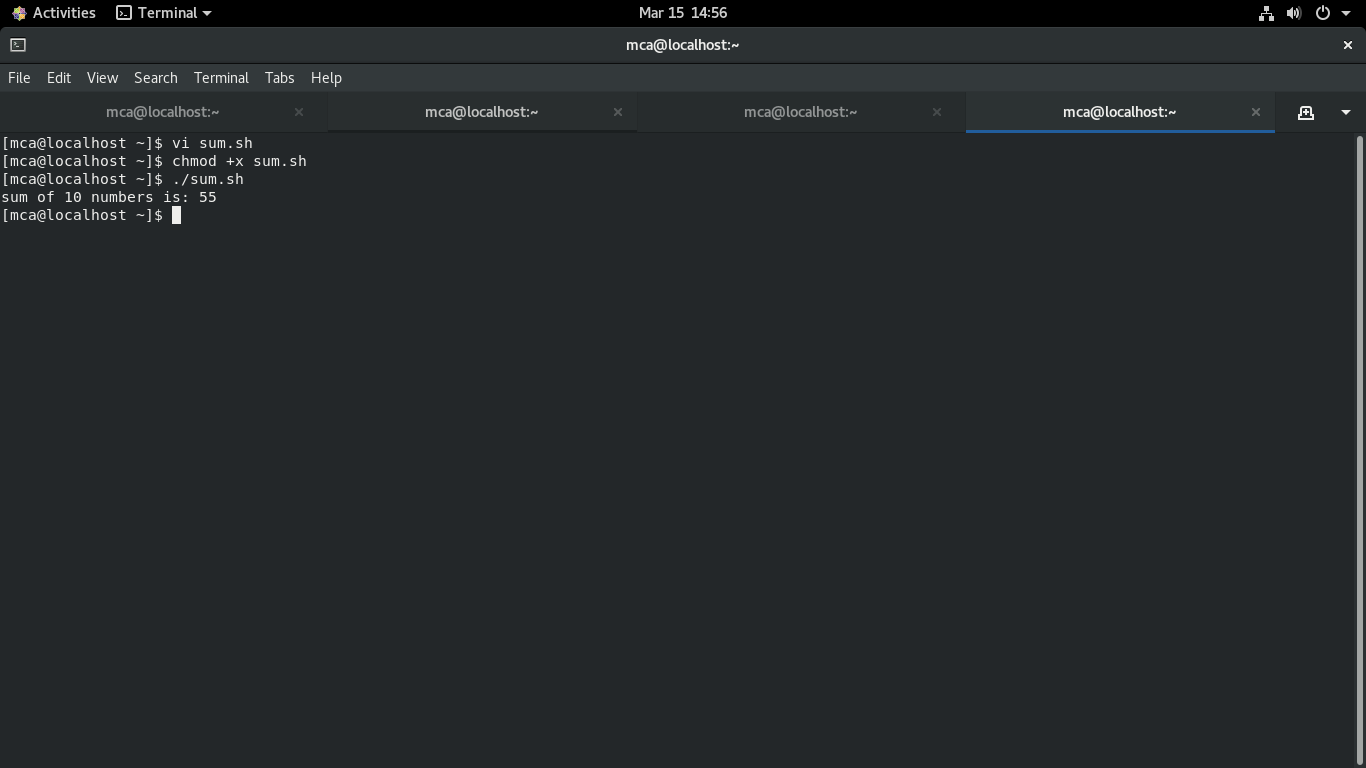 Activities Terminal Mar 15 14:56
mca@localhost:~
File Edit View Search Terminal Tabs Help
mca@localhost:~ mca@localhost:~ mca@localhost:~ mca@localhost:~
[mca@localhost ~]$ vi sum.sh
[mca@localhost ~]$ chmod +x sum.sh
[mca@localhost ~]$ ./sum.sh
sum of 10 numbers is: 55
[mca@localhost ~]$